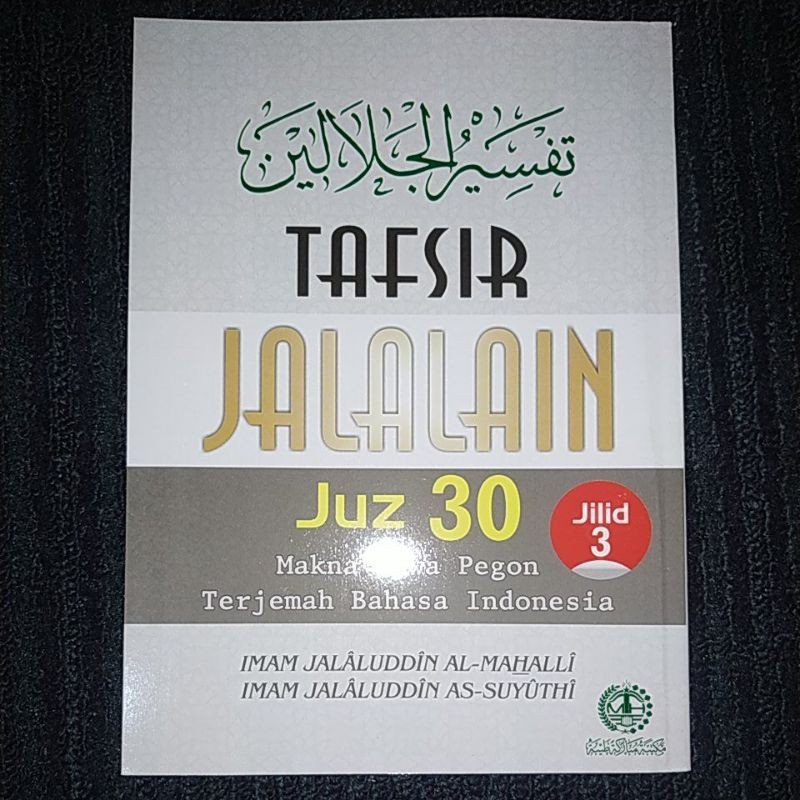 تفسير الجلالين
TAFSIR
JALALAIN
Juz 30
Jilid
3
Makna Pegon
Terjemah Bahasa Indonesia
IMAM JALÂLUDDÎN AL-MAHALLÎ
IMAM JALÂLUDDÎN AS-SUYÛTHÎ